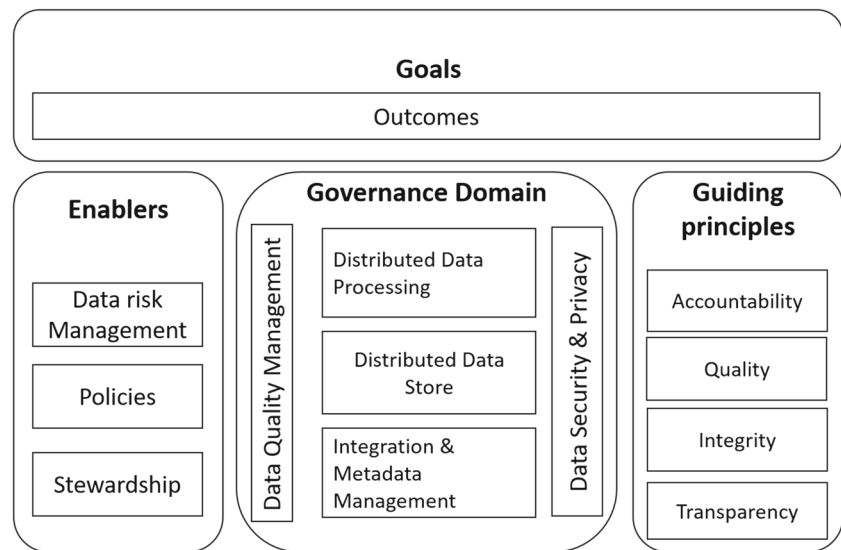 Goals
Outcomes
Enablers
Data risk
Management
Policies
Stewardship
Governance Domain
Data Quality Management
Distributed Data
Processing
Distributed Data
Store
Integration &
Metadata
Management
Data Security & Privacy
Guiding
principles
Accountability
Quality
Integrity
Transparency